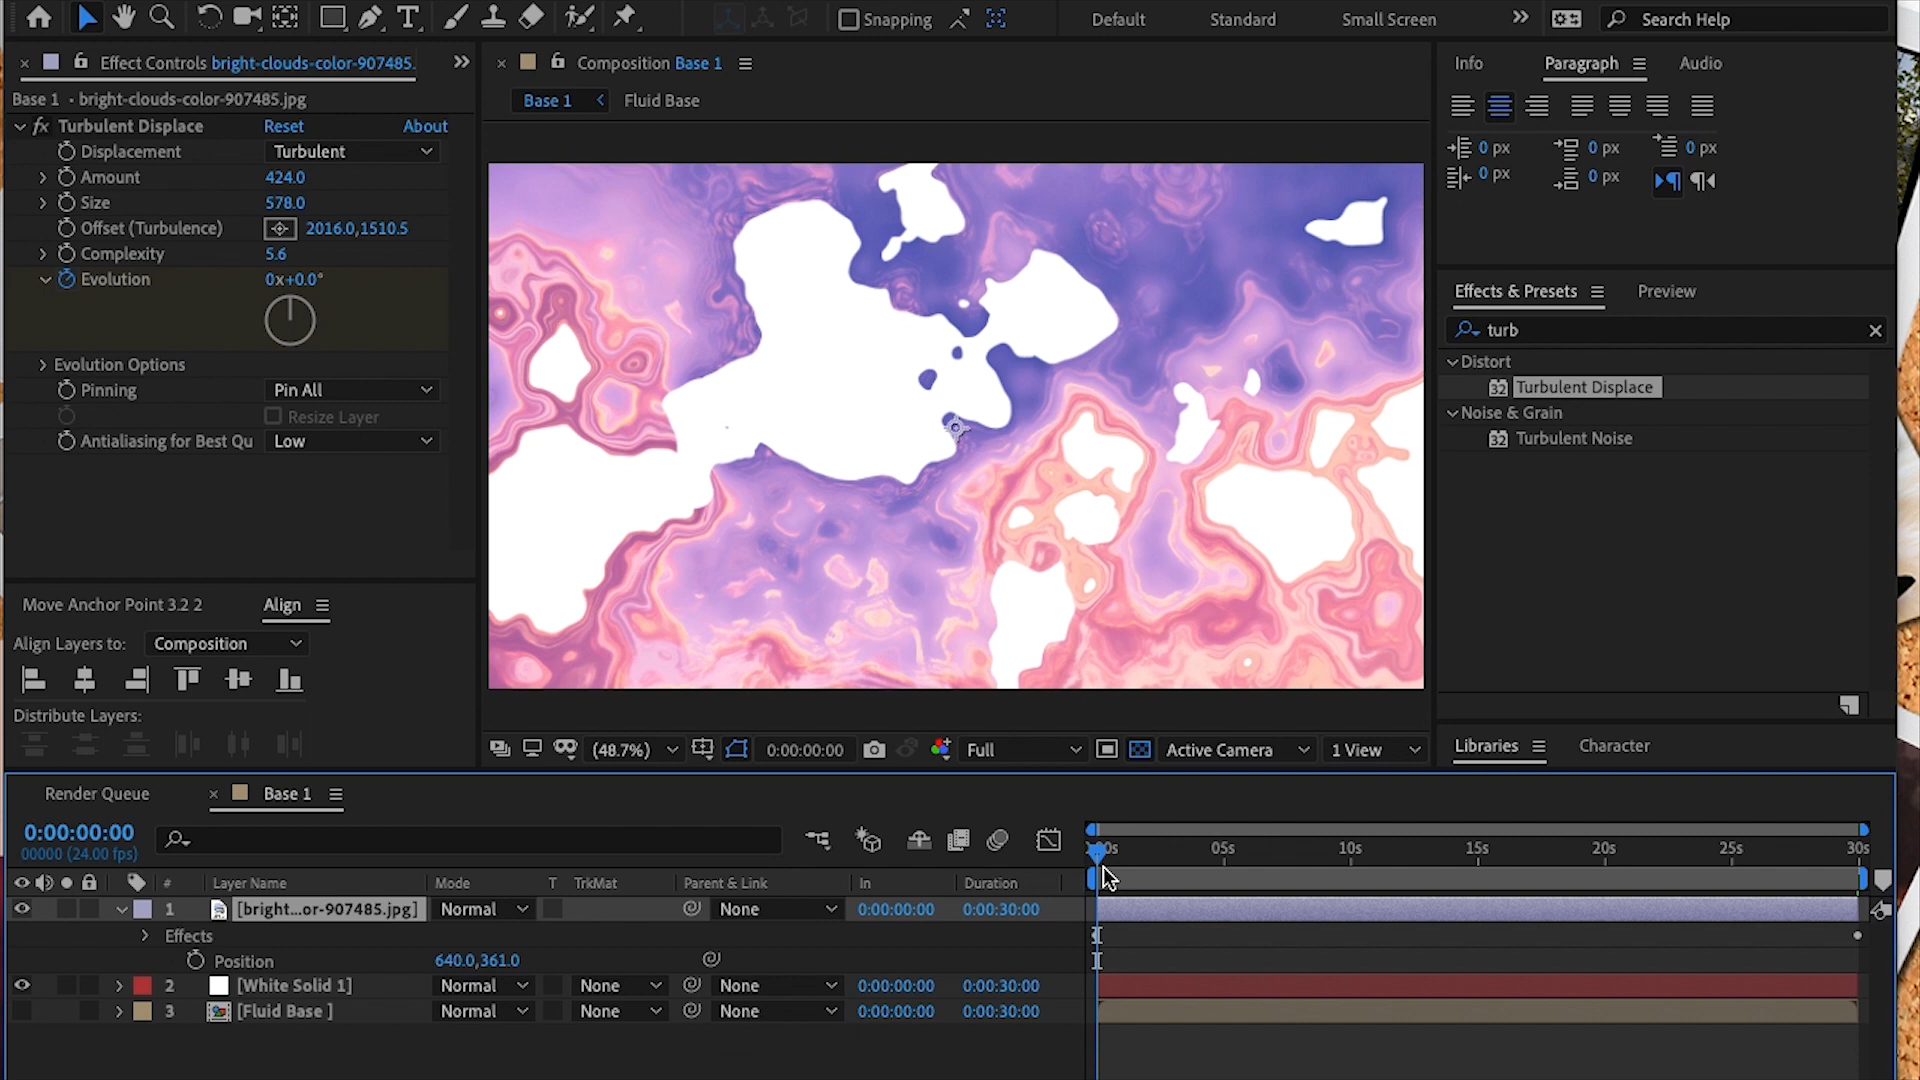 Snapping
Default
Standard
Small Screen
Search Help
Effect Controls bright-clouds-color-907485.
Base 1 • bright-clouds-color-907485.jpg
fx Turbulent Displace Reset About
Displacement Turbulent
Amount 424.0
Size 578.0
Offset (Turbulence) 2016.0,1510.5
Complexity 5.6
Evolution 0x+0.0°
Evolution Options
Pinning Pin All
Resize Layer
Antialiasing for Best Qu Low
Move Anchor Point 3.2 2
Align
Align Layers to: Composition
Distribute Layers:
Composition Base 1
Base 1
Fluid Base
(48.7%)
0:00:00:00
Full
Active Camera
1 View
Info
Paragraph
Audio
0 px 0 px 0 px
0 px 0 px
Effects & Presets
Preview
turb
Distort
32 Turbulent Displace
Noise & Grain
32 Turbulent Noise
Libraries
Character
Render Queue
Base 1
0:00:00:00
00000 (24.00 fps)
05s 10s 15s 20s 25s 30s
# Layer Name Mode T TrkMat Parent & Link In Duration
1 [bright...or-907485.jpg] Normal None 0:00:00:00 0:00:30:00
Effects
Position 640.0,361.0
2 [White Solid 1] Normal None None 0:00:00:00 0:00:30:00
3 [Fluid Base ] Normal None None 0:00:00:00 0:00:30:00